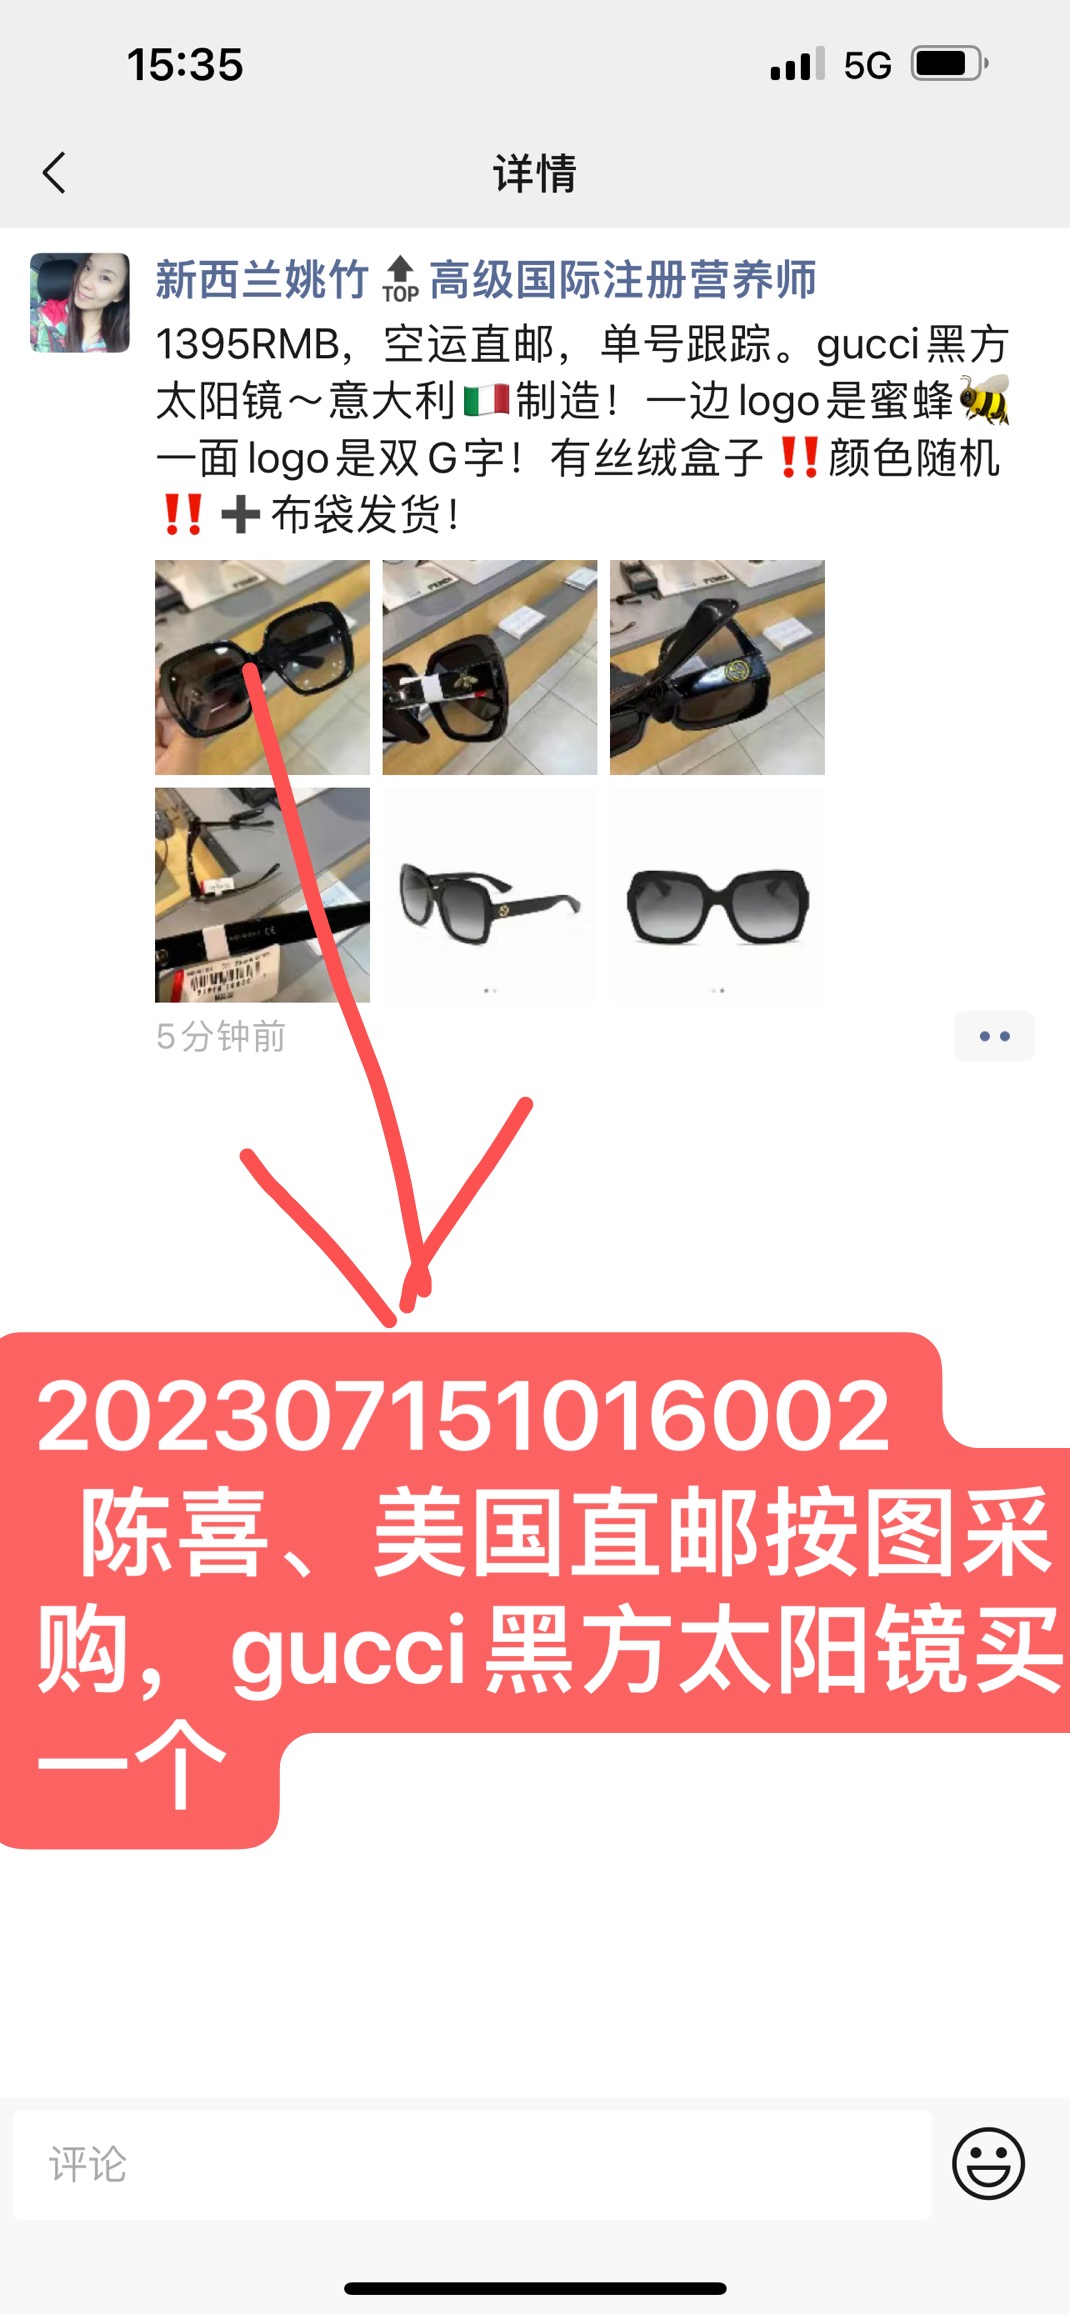 15:35
5G
详情
新西兰姚竹🔝高级国际注册营养师
1395RMB，空运直邮，单号跟踪。gucci黑方
太阳镜～意大利🇮🇹制造！一边logo是蜜蜂🐝
一面logo是双G字！有丝绒盒子‼️颜色随机
‼️➕布袋发货！
FENDI
CE
5分钟前
202307151016002
陈喜、美国直邮按图采
购，gucci黑方太阳镜买
一个
评论